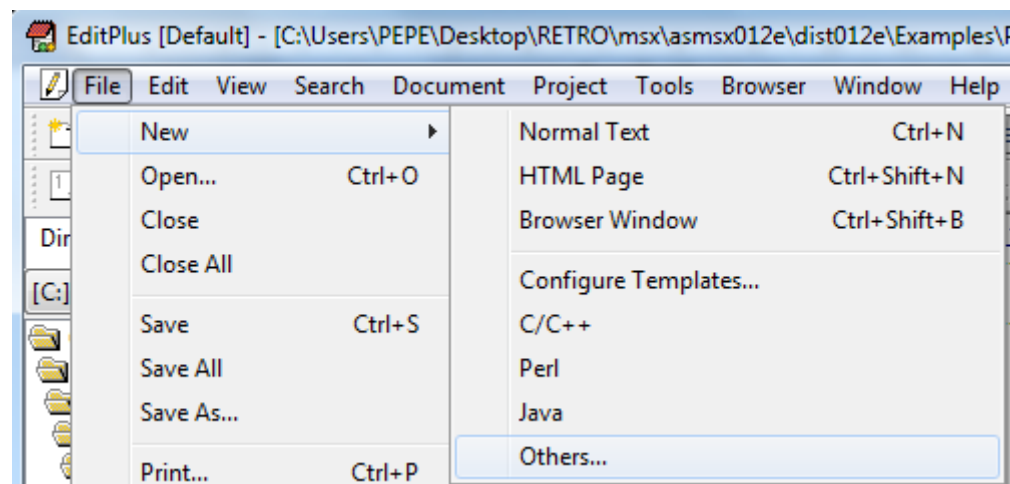 EditPlus [Default] - [C:\Users\PEPE\Desktop\RETRO\msx\asmsx012e\dist012e\Examples\
File Edit View Search Document Project Tools Browser Window Help
New
Open... Ctrl+O
Close
Close All
Save Ctrl+S
Save All
Save As...
Print... Ctrl+P
Normal Text Ctrl+N
HTML Page Ctrl+Shift+N
Browser Window Ctrl+Shift+B
Configure Templates...
C/C++
Perl
Java
Others...
Dir
[C:]